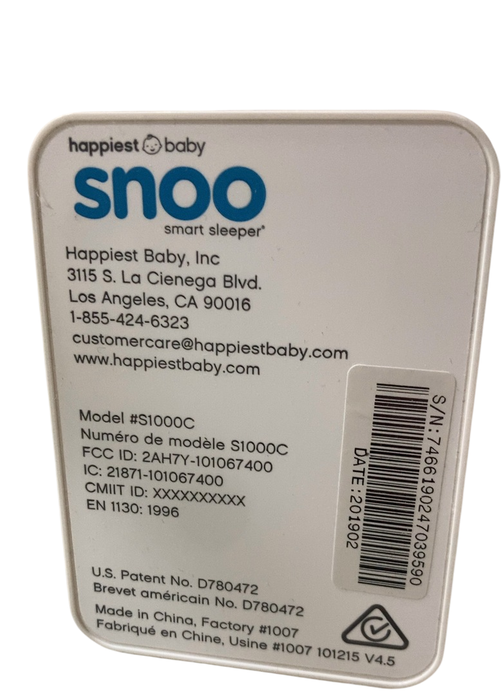 happiest baby
snoo
smart sleeper®
Happiest Baby, Inc
3115 S. La Cienega Blvd.
Los Angeles, CA 90016
1-855-424-6323
customercare@happiestbaby.com
www.happiestbaby.com
Model #S1000C
Numéro de modèle S1000C
FCC ID: 2AH7Y-101067400
IC: 21871-101067400
CMIIT ID: XXXXXXXXXX
EN 1130: 1996
S/N:7466190247039590
DATE:201902
U.S. Patent No. D780472
Brevet américain No. D780472
Made in China, Factory #1007
Fabriqué en Chine, Usine #1007 101215 V4.5